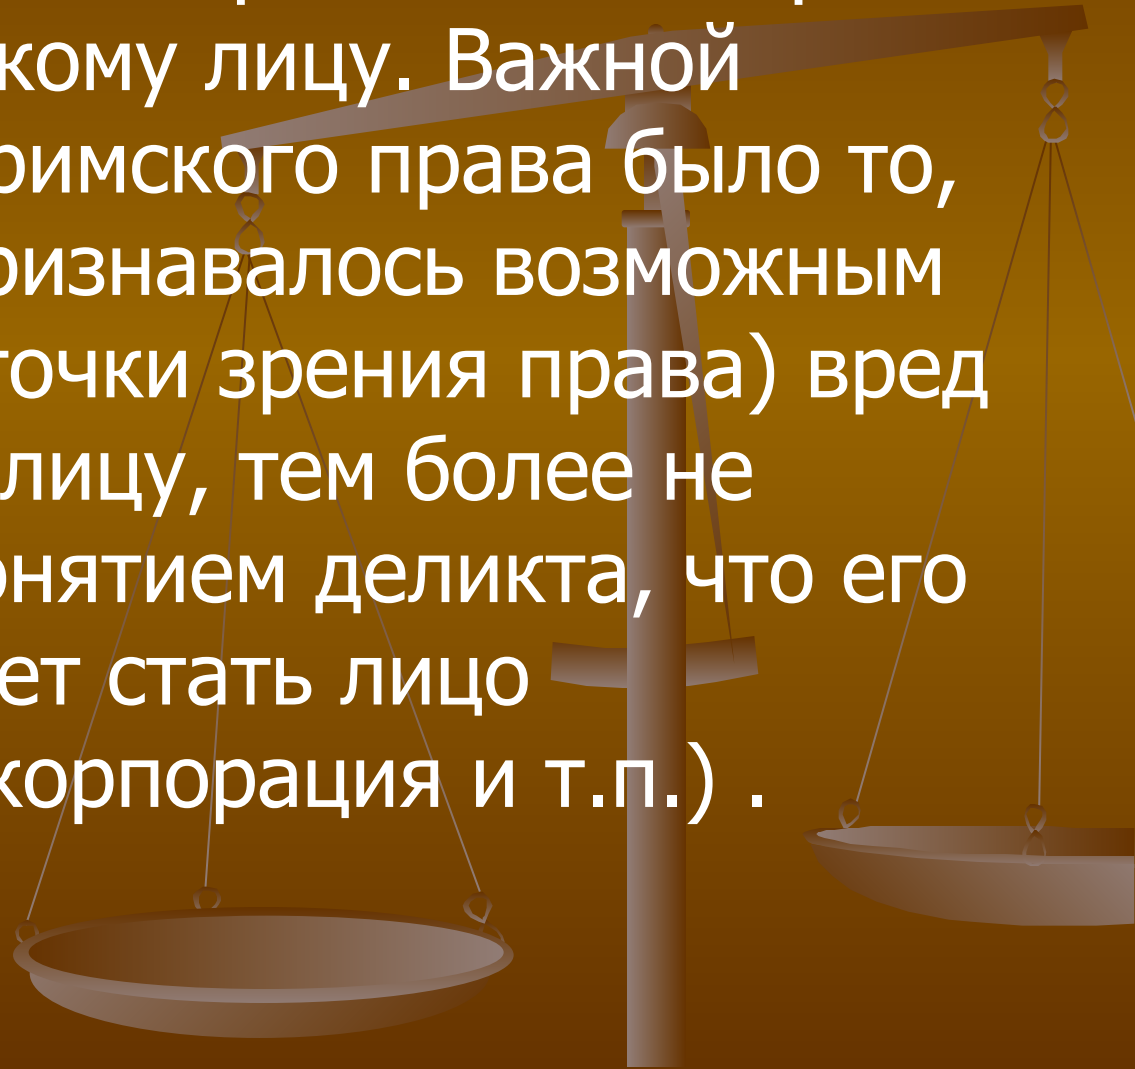 кому лицу. Важной
римского права было то,
ризнавалось возможным
точки зрения права) вред
лицу, тем более не
онятием деликта, что его
ет стать лицо
корпорация и т.п.) .